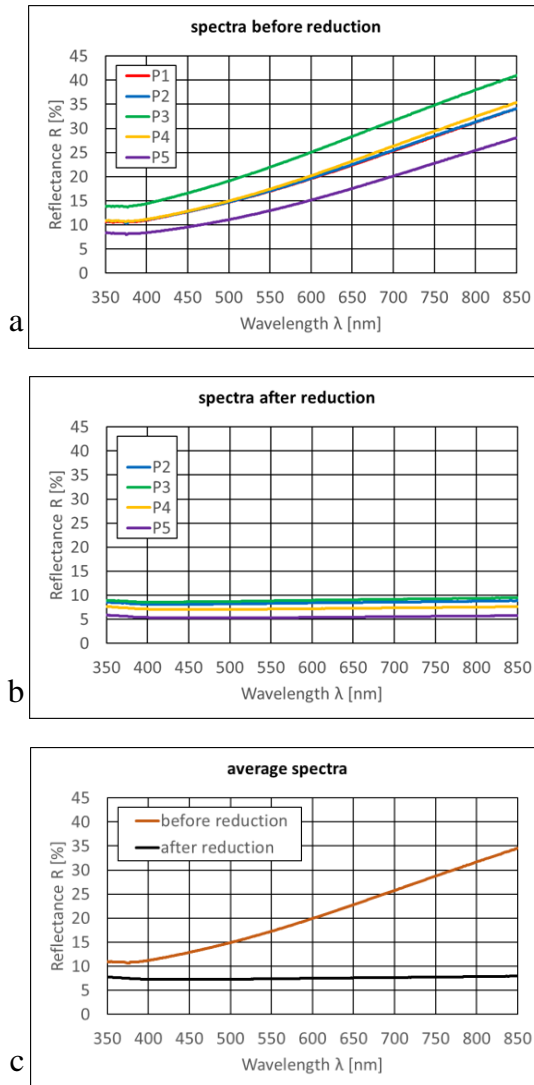 spectra before reduction
45
40
35
30
25
20
15
10
5
0
Reflectance R [%]
P1
P2
P3
P4
P5
350 400 450 500 550 600 650 700 750 800 850
Wavelength λ [nm]
a
spectra after reduction
45
40
35
30
25
20
15
10
5
0
Reflectance R [%]
P2
P3
P4
P5
350 400 450 500 550 600 650 700 750 800 850
Wavelength λ [nm]
b
average spectra
45
40
35
30
25
20
15
10
5
0
Reflectance R [%]
before reduction
after reduction
350 400 450 500 550 600 650 700 750 800 850
Wavelength λ [nm]
c